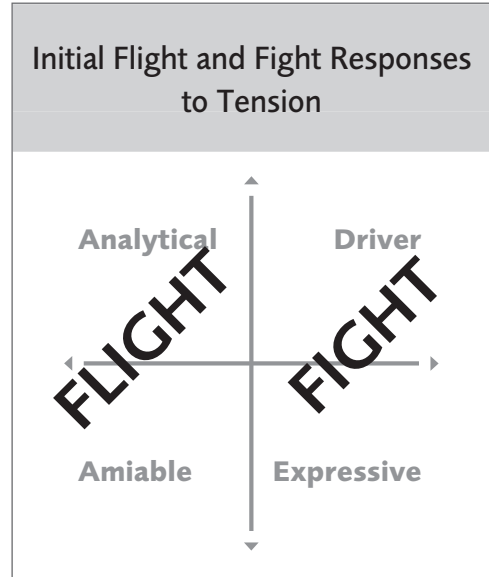 Initial Flight and Fight Responses
to Tension
Analytical
Driver
FLIGHT
FIGHT
Amiable
Expressive